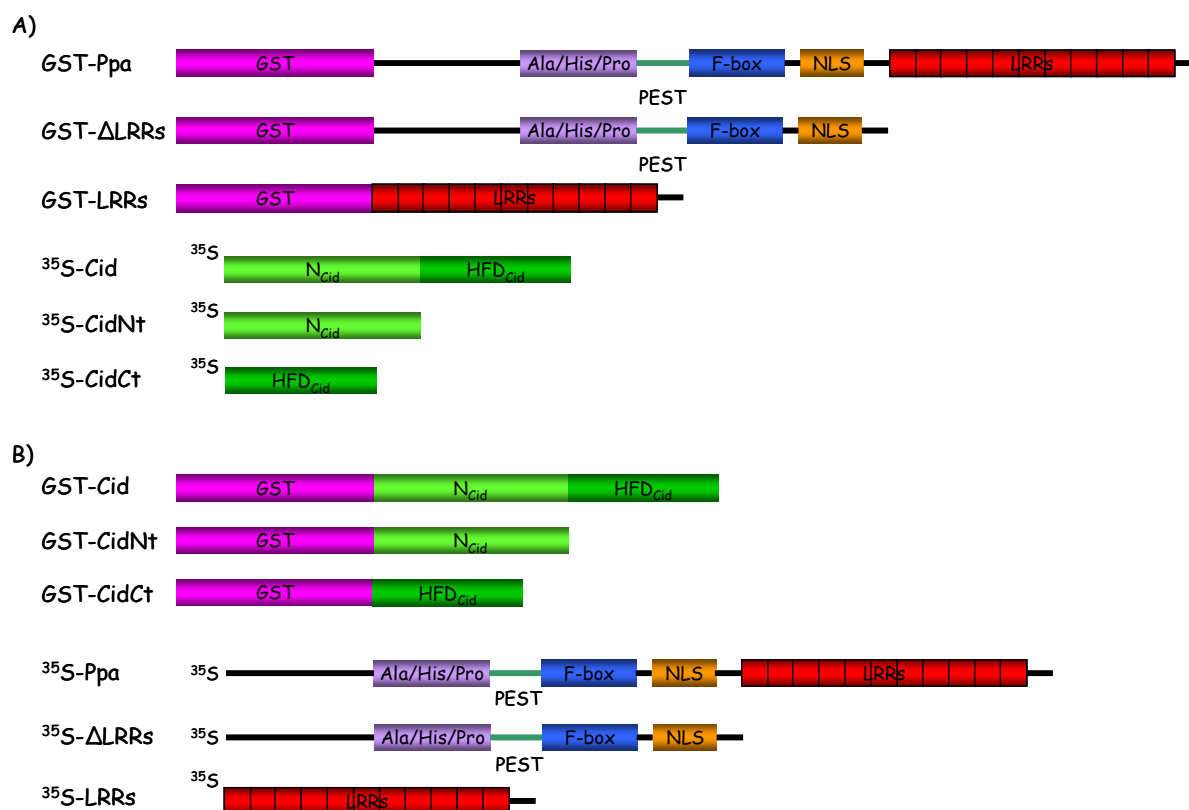 A)
GST-Ppa GST Ala/His/Pro F-box NLS LRRs
PEST
GST-ΔLRRs GST Ala/His/Pro F-box NLS
PEST
GST-LRRs GST LRRs
³⁵S-Cid ³⁵S N_Cid HFD_Cid
³⁵S-CidNt ³⁵S N_Cid
³⁵S-CidCt ³⁵S HFD_Cid
B)
GST-Cid GST N_Cid HFD_Cid
GST-CidNt GST N_Cid
GST-CidCt GST HFD_Cid
³⁵S-Ppa ³⁵S Ala/His/Pro F-box NLS LRRs
PEST
³⁵S-ΔLRRs ³⁵S Ala/His/Pro F-box NLS
PEST
³⁵S-LRRs ³⁵S LRRs